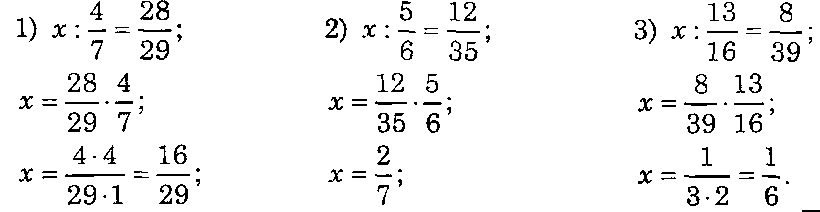 1) x : 4/7 = 28/29;
x = 28/29 · 4/7;
x = 4·4/29·1 = 16/29;
2) x : 5/6 = 12/35;
x = 12/35 · 5/6;
x = 2/7;
3) x : 13/16 = 8/39;
x = 8/39 · 13/16;
x = 1/3·2 = 1/6.